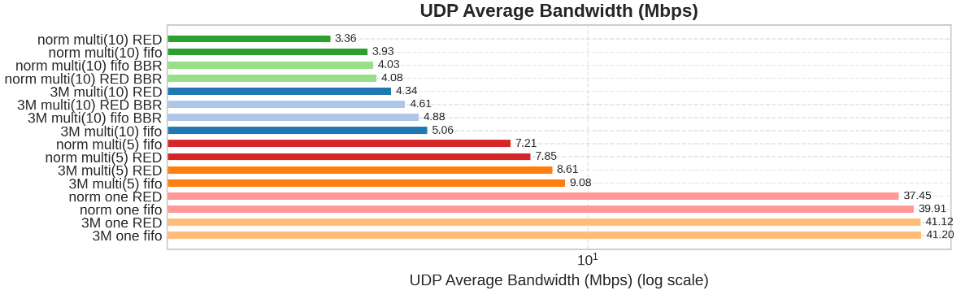 UDP Average Bandwidth (Mbps)
norm multi(10) RED 3.36
norm multi(10) fifo 3.93
norm multi(10) fifo BBR 4.03
norm multi(10) RED BBR 4.08
3M multi(10) RED 4.34
3M multi(10) RED BBR 4.61
3M multi(10) fifo BBR 4.88
3M multi(10) fifo 5.06
norm multi(5) fifo 7.21
norm multi(5) RED 7.85
3M multi(5) RED 8.61
3M multi(5) fifo 9.08
norm one RED 37.45
norm one fifo 39.91
3M one RED 41.12
3M one fifo 41.20
10¹
UDP Average Bandwidth (Mbps) (log scale)